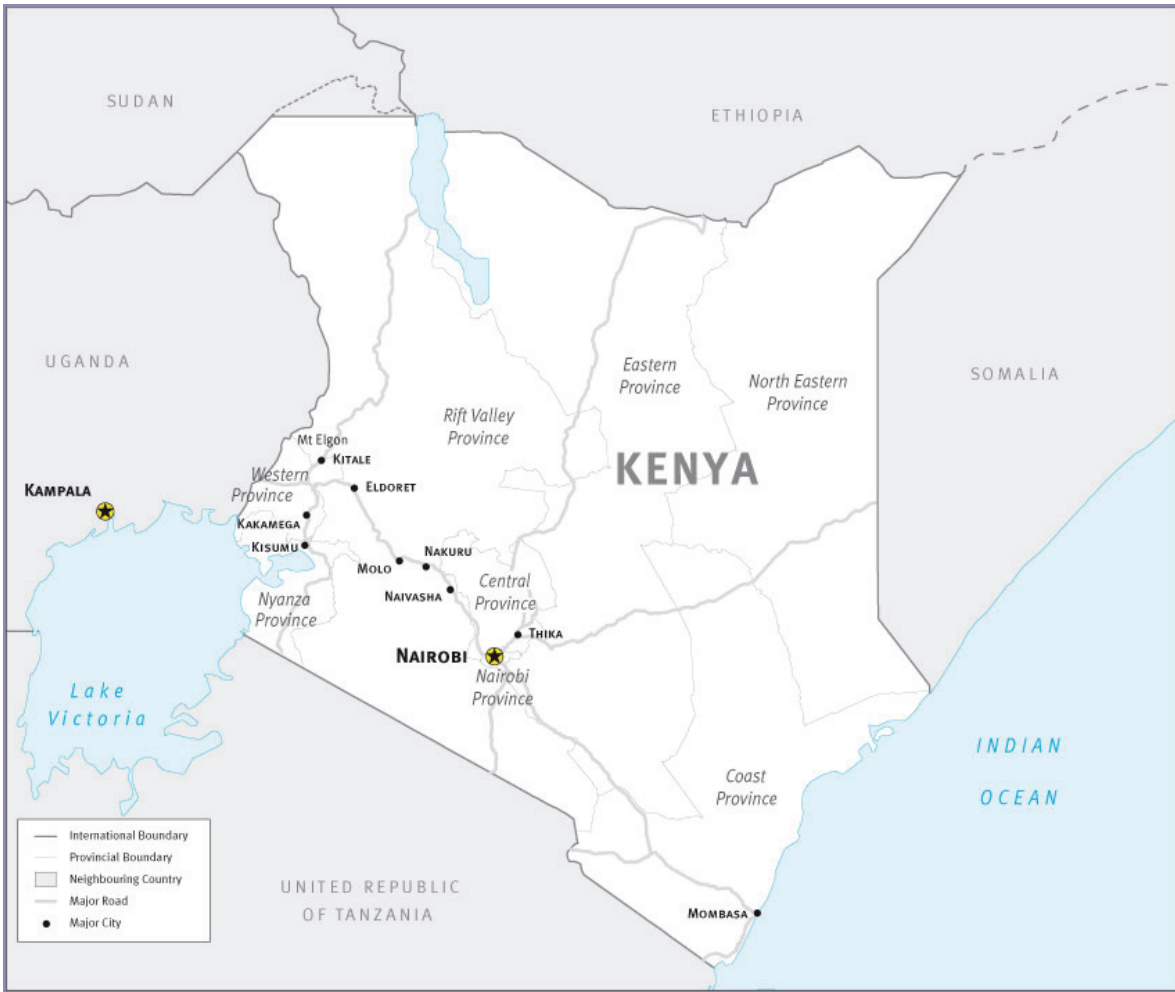 SUDAN
ETHIOPIA
UGANDA
SOMALIA
Eastern
Province
North Eastern
Province
Rift Valley
Province
KENYA
Mt Elgon
KITALE
Western
Province
ELDORET
KAMPALA
KAKAMEGA
KISUMU
MOLO
NAKURU
NAIVASHA
Central
Province
Nyanza
Province
THIKA
NAIROBI
Nairobi
Province
Lake
Victoria
INDIAN
OCEAN
Coast
Province
International Boundary
Provincial Boundary
Neighbouring Country
Major Road
Major City
UNITED REPUBLIC
OF TANZANIA
MOMBASA